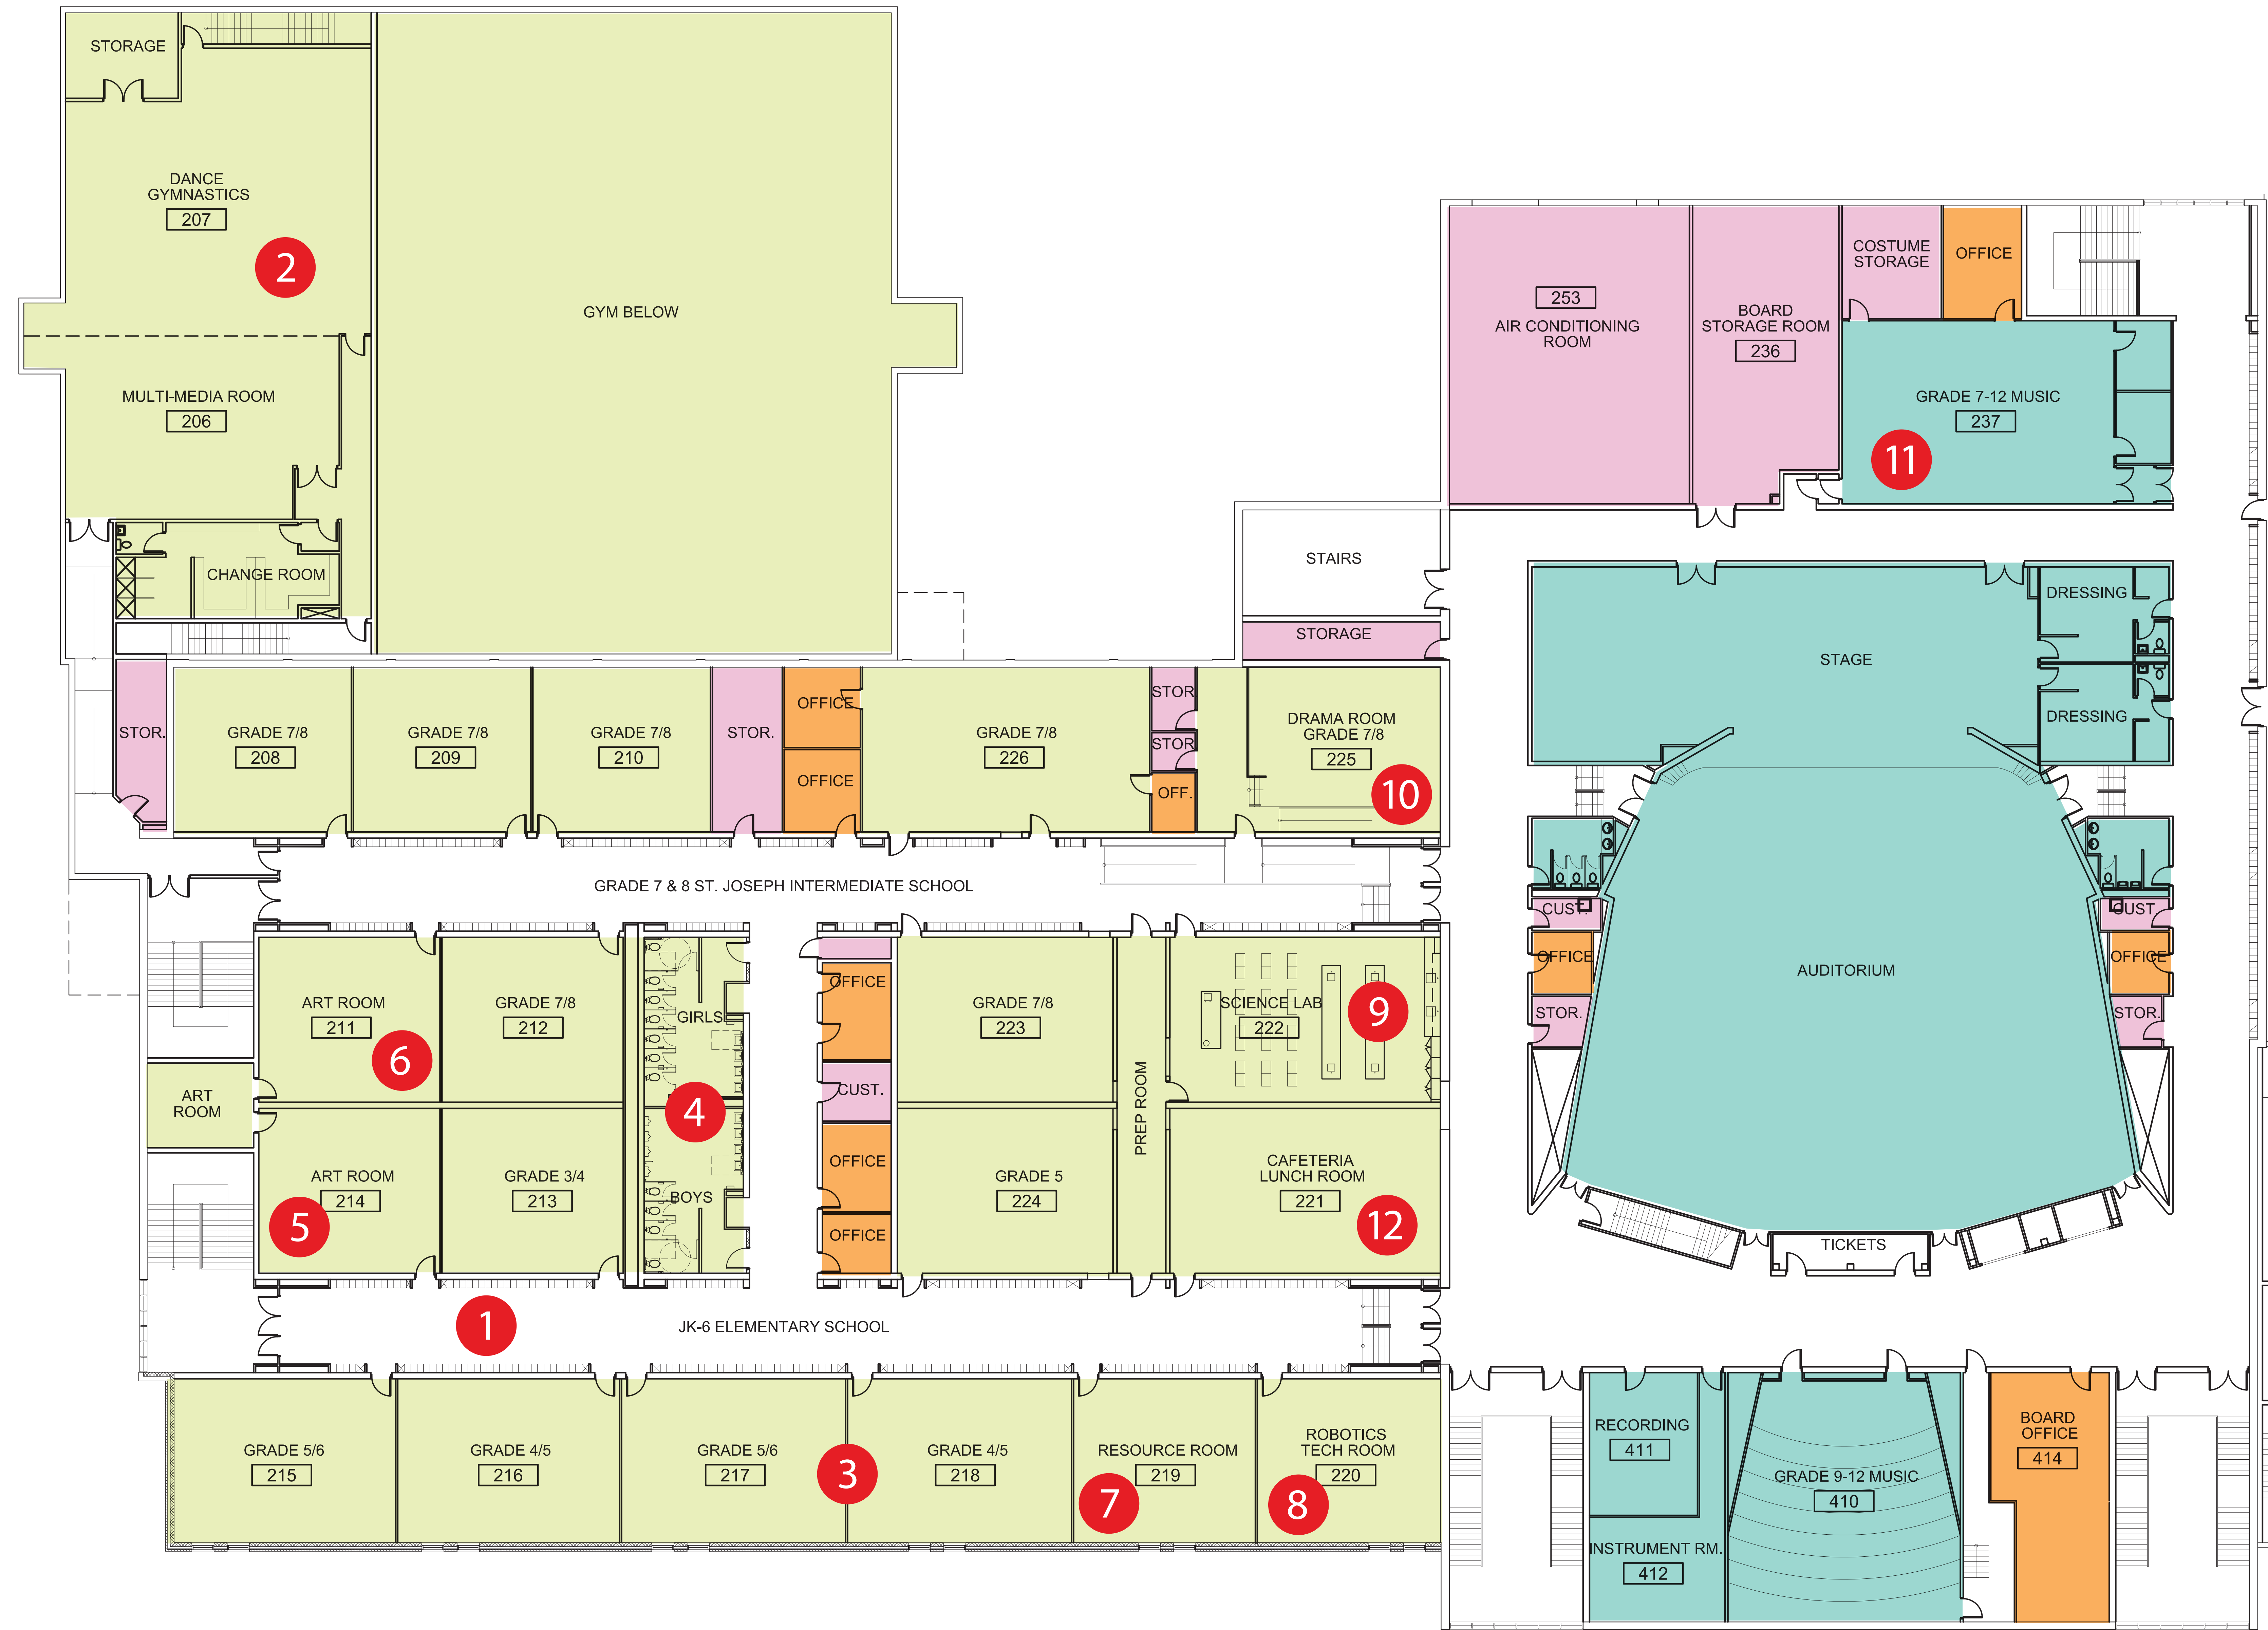 STORAGE
DANCE
GYMNASTICS
207
2
GYM BELOW
MULTI-MEDIA ROOM
206
CHANGE ROOM
253
AIR CONDITIONING
ROOM
BOARD
STORAGE ROOM
236
COSTUME
STORAGE
OFFICE
GRADE 7-12 MUSIC
237
11
STAIRS
STORAGE
STAGE
DRESSING
DRESSING
STOR.
GRADE 7/8
208
GRADE 7/8
209
GRADE 7/8
210
STOR.
OFFICE
OFFICE
GRADE 7/8
226
STOR
STOR
OFF.
DRAMA ROOM
GRADE 7/8
225
10
GRADE 7 & 8 ST. JOSEPH INTERMEDIATE SCHOOL
ART ROOM
211
6
GRADE 7/8
212
GIRLS
4
BOYS
OFFICE
CUST.
OFFICE
OFFICE
GRADE 7/8
223
PREP ROOM
SCIENCE LAB
222
9
ART
ROOM
ART ROOM
214
5
GRADE 3/4
213
GRADE 5
224
CAFETERIA
LUNCH ROOM
221
12
CUST.
OFFICE
STOR.
AUDITORIUM
CUST
OFFICE
STOR.
TICKETS
1
JK-6 ELEMENTARY SCHOOL
GRADE 5/6
215
GRADE 4/5
216
GRADE 5/6
217
3
GRADE 4/5
218
RESOURCE ROOM
219
7
ROBOTICS
TECH ROOM
220
8
RECORDING
411
INSTRUMENT RM.
412
GRADE 9-12 MUSIC
410
BOARD
OFFICE
414